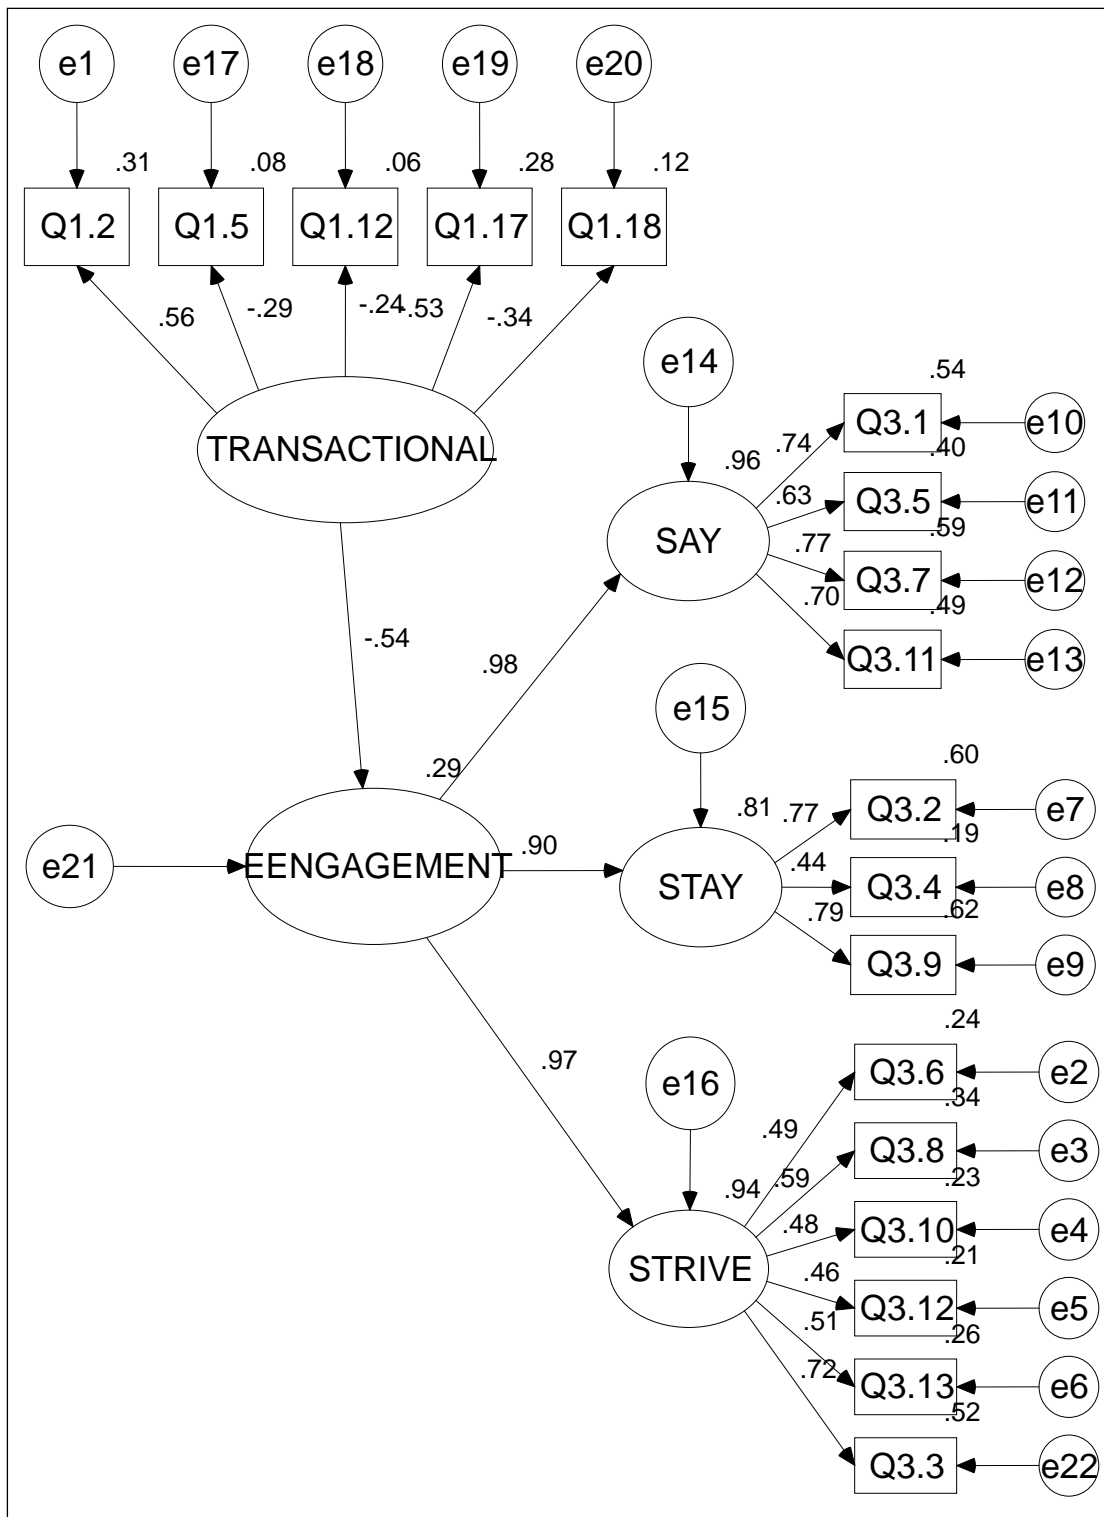 e1 e17 e18 e19 e20
.31 .08 .06 .28 .12
Q1.2 Q1.5 Q1.12 Q1.17 Q1.18
.56 -.29 -.24 -.53 -.34
TRANSACTIONAL
e14
.54
Q3.1 e10
.74
.96
.40
.63
Q3.5 e11
.59
SAY
.77
Q3.7 e12
.70
.49
Q3.11 e13
-.54
.98
e15
.60
.29
.81 .77
Q3.2 e7
.19
.90
e21
EENGAGEMENT
.44
STAY
Q3.4 e8
.62
.79
Q3.9 e9
.24
.97
e16
Q3.6 e2
.34
.49
Q3.8 e3
.23
.94 .59
.48
Q3.10 e4
.21
STRIVE
.46
Q3.12 e5
.26
.51
.72
Q3.13 e6
.52
Q3.3 e22